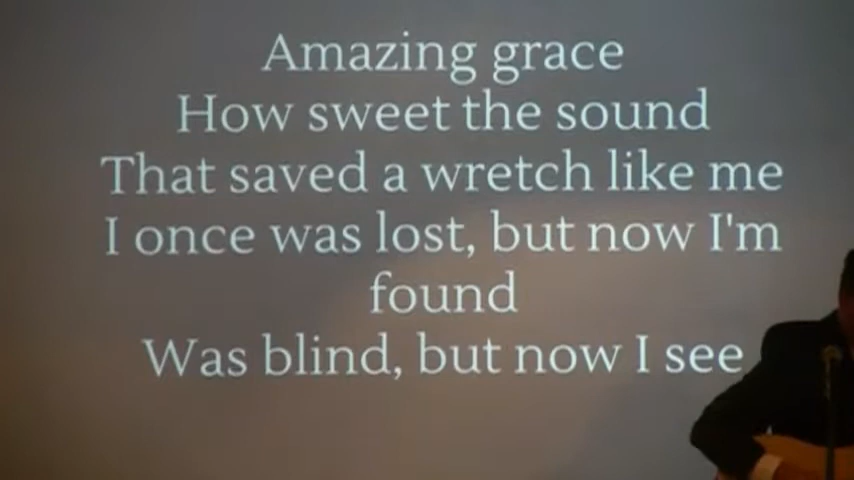 Amazing grace
How sweet the sound
That saved a wretch like me
I once was lost, but now I'm
found
Was blind, but now I see